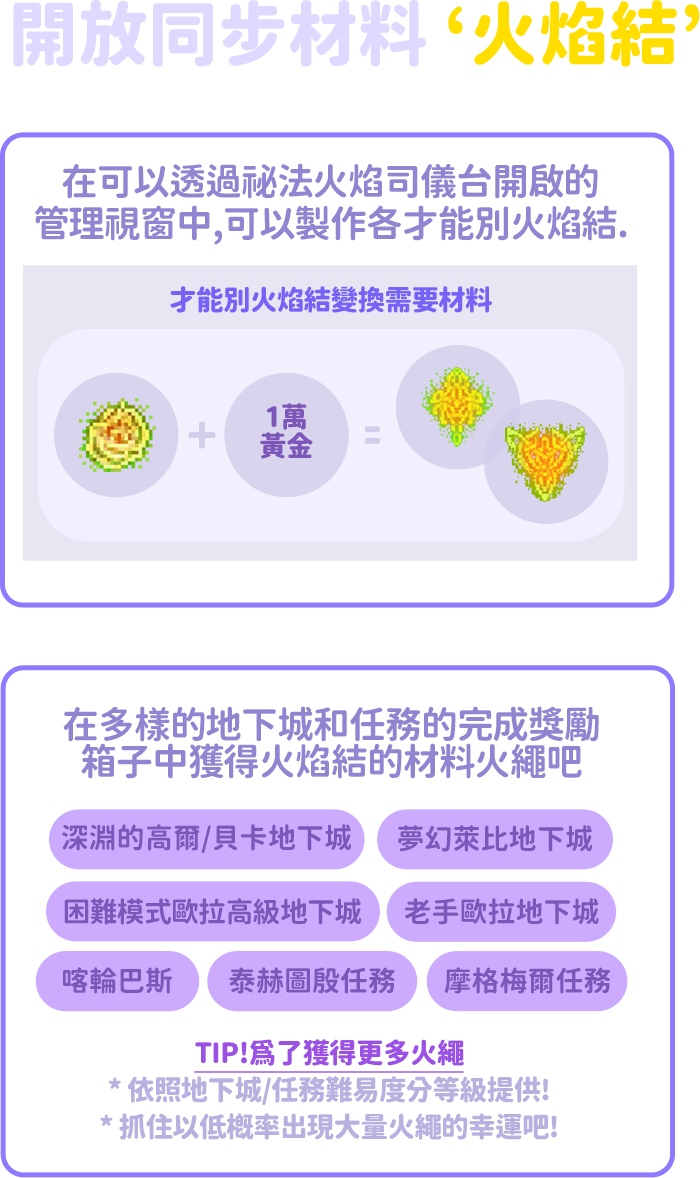 開放同步材料 ‘火焰結’
在可以透過祕法火焰司儀台開啟的
管理視窗中,可以製作各才能別火焰結.
才能別火焰結變換需要材料
+
1萬
黃金
=
在多樣的地下城和任務的完成獎勵
箱子中獲得火焰結的材料火繩吧
深淵的高爾/貝卡地下城
夢幻萊比地下城
困難模式歐拉高級地下城
老手歐拉地下城
喀輪巴斯
泰赫圖殷任務
摩格梅爾任務
TIP!爲了獲得更多火繩
* 依照地下城/任務難易度分等級提供!
* 抓住以低概率出現大量火繩的幸運吧!